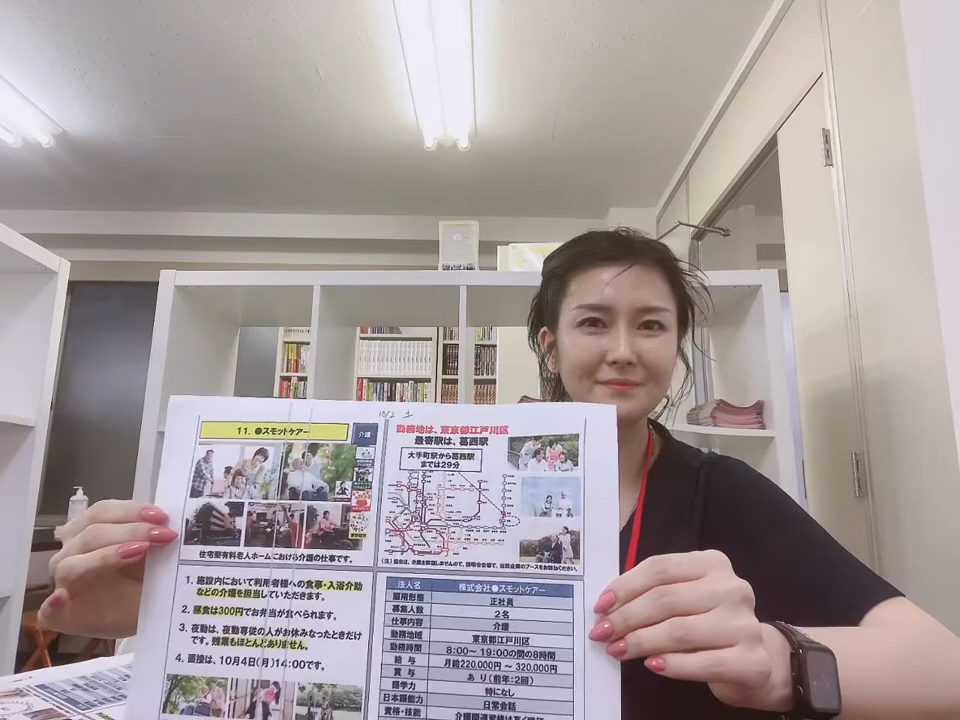 10/2 土
11. ●スモットケアー
介護
住宅型有料老人ホームにおける介護の仕事です。
1. 施設内において利用者様への食事・入浴介助
などの介護を担当していただきます。
2. 昼食は300円でお弁当が食べられます。
3. 夜勤は、夜勤専従の人がお休みなったときだけ
です。残業もほとんどありません。
4. 面接は、10月4日(月)14:00です。
勤務地は、東京都江戸川区
最寄駅は、葛西駅
大手町駅から葛西駅
までは29分
法人名 株式会社●スモットケアー
雇用形態 正社員
募集人数 2名
仕事内容 介護
勤務地域 東京都江戸川区
勤務時間 8:00~19:00の間の8時間
給 与 月給220,000円 ~ 320,000円
賞 与 あ り(前年:2回)
語学力 特になし
日本語能力 日常会話
資格・技能